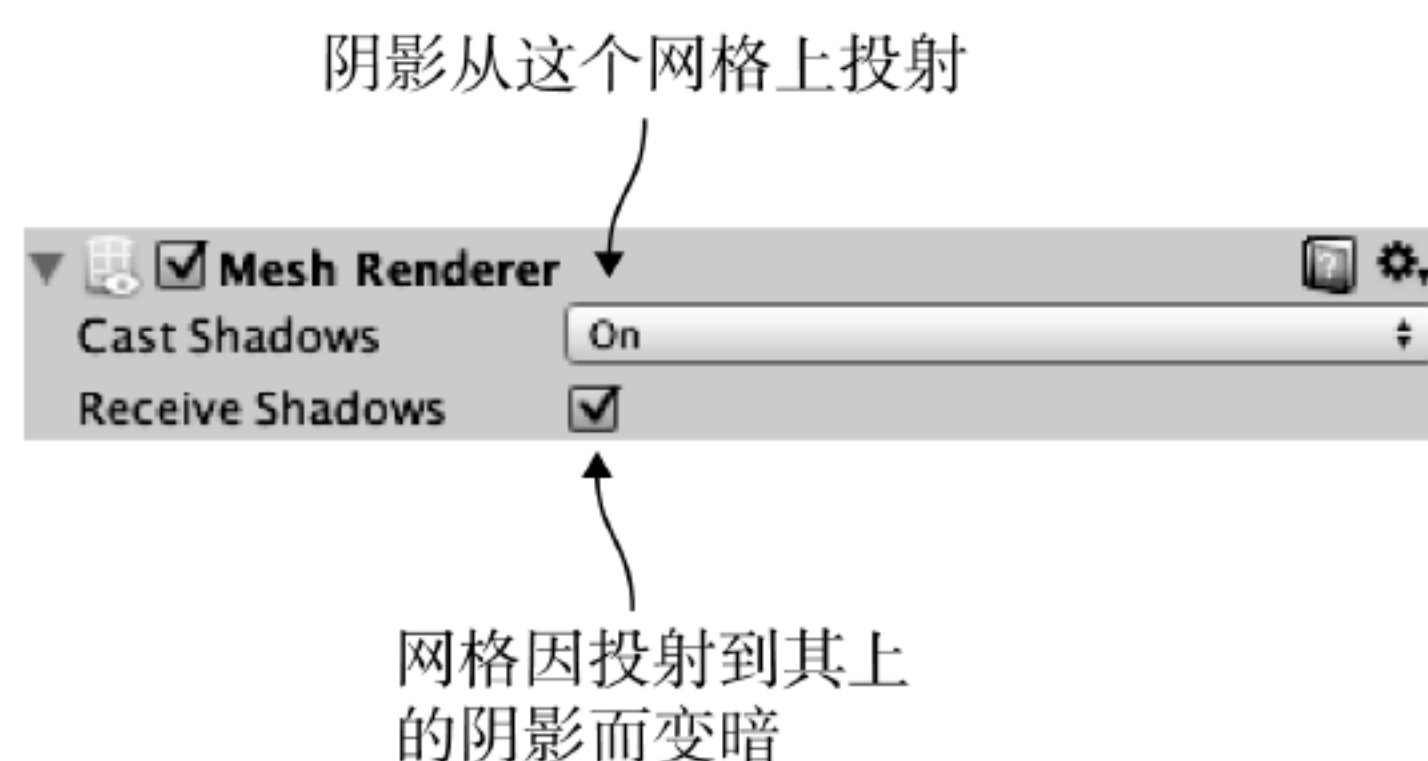 阴影从这个网格上投射
Mesh Renderer
Cast Shadows On
Receive Shadows
网格因投射到其上
的阴影而变暗